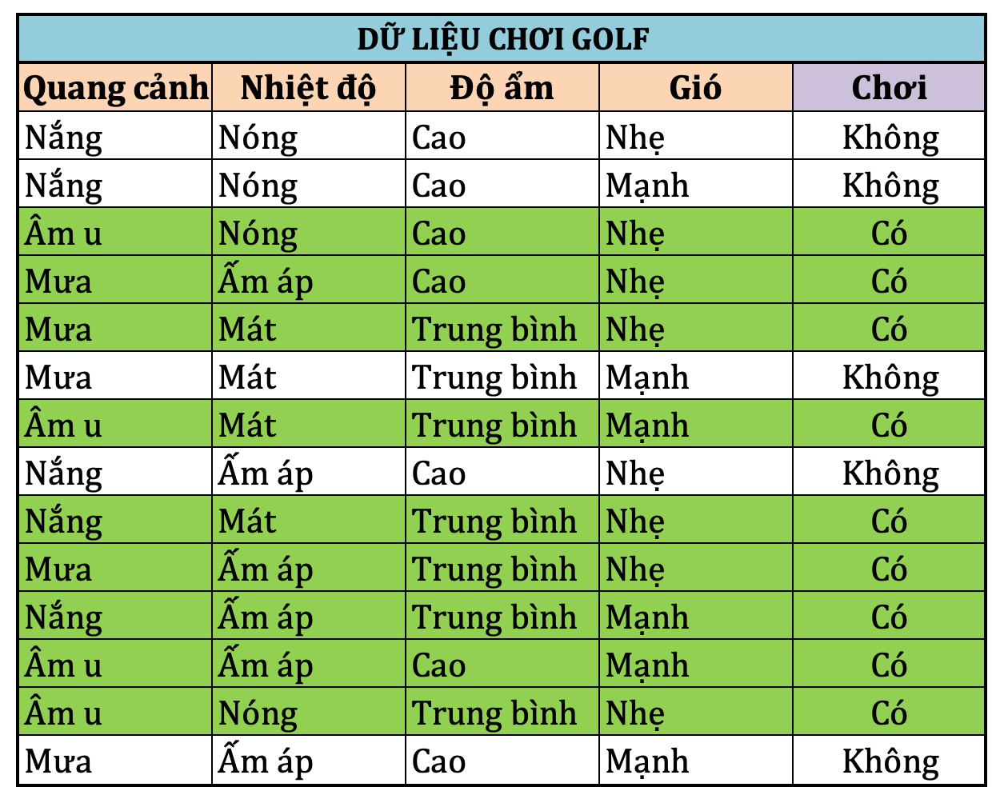 DỮ LIỆU CHƠI GOLF
Quang cảnh Nhiệt độ Độ ẩm Gió Chơi
Nắng Nóng Cao Nhẹ Không
Nắng Nóng Cao Mạnh Không
Âm u Nóng Cao Nhẹ Có
Mưa Ấm áp Cao Nhẹ Có
Mưa Mát Trung bình Nhẹ Có
Mưa Mát Trung bình Mạnh Không
Âm u Mát Trung bình Mạnh Có
Nắng Ấm áp Cao Nhẹ Không
Nắng Mát Trung bình Nhẹ Có
Mưa Ấm áp Trung bình Nhẹ Có
Nắng Ấm áp Trung bình Mạnh Có
Âm u Ấm áp Cao Mạnh Có
Âm u Nóng Trung bình Nhẹ Có
Mưa Ấm áp Cao Mạnh Không